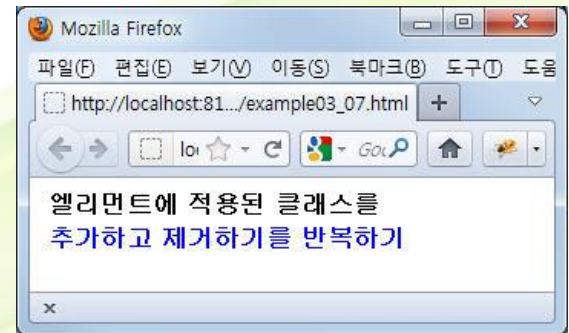 Mozilla Firefox
파일(F) 편집(E) 보기(V) 이동(S) 북마크(B) 도구(T) 도움
http://localhost:81.../example03_07.html +
lo
엘리먼트에 적용된 클래스를
추가하고 제거하기를 반복하기
x